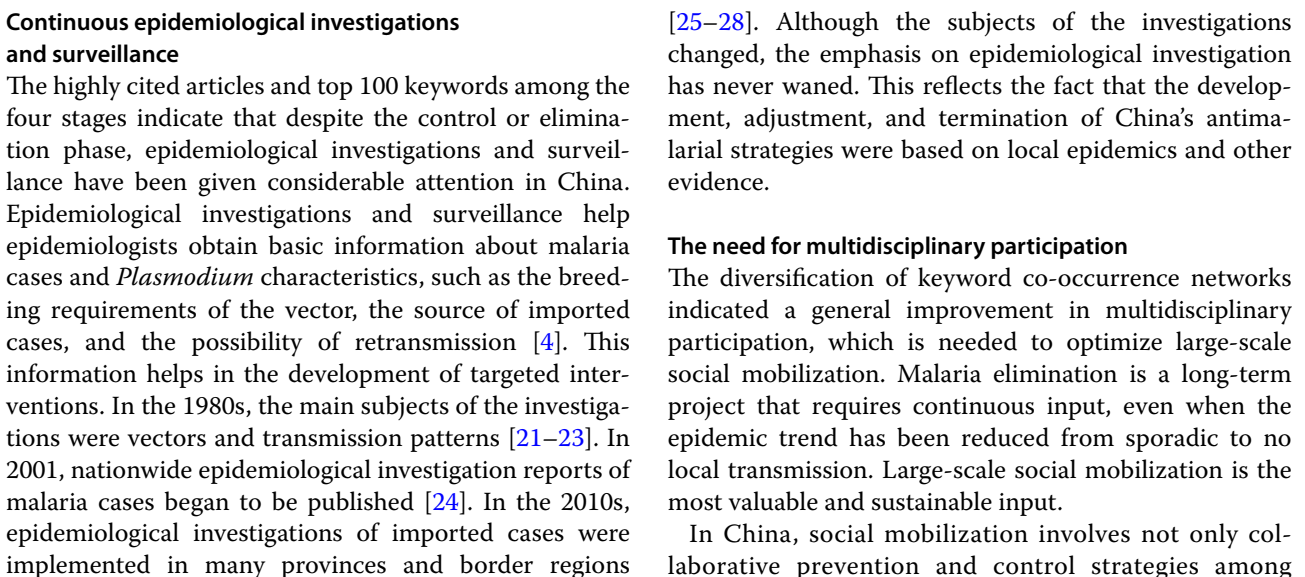 Continuous epidemiological investigations
and surveillance
The highly cited articles and top 100 keywords among the
four stages indicate that despite the control or elimina-
tion phase, epidemiological investigations and surveil-
lance have been given considerable attention in China.
Epidemiological investigations and surveillance help
epidemiologists obtain basic information about malaria
cases and Plasmodium characteristics, such as the breed-
ing requirements of the vector, the source of imported
cases, and the possibility of retransmission [4]. This
information helps in the development of targeted inter-
ventions. In the 1980s, the main subjects of the investiga-
tions were vectors and transmission patterns [21–23]. In
2001, nationwide epidemiological investigation reports of
malaria cases began to be published [24]. In the 2010s,
epidemiological investigations of imported cases were
implemented in many provinces and border regions
[25–28]. Although the subjects of the investigations
changed, the emphasis on epidemiological investigation
has never waned. This reflects the fact that the develop-
ment, adjustment, and termination of China's antima-
larial strategies were based on local epidemics and other
evidence.
The need for multidisciplinary participation
The diversification of keyword co-occurrence networks
indicated a general improvement in multidisciplinary
participation, which is needed to optimize large-scale
social mobilization. Malaria elimination is a long-term
project that requires continuous input, even when the
epidemic trend has been reduced from sporadic to no
local transmission. Large-scale social mobilization is the
most valuable and sustainable input.
In China, social mobilization involves not only col-
laborative prevention and control strategies among